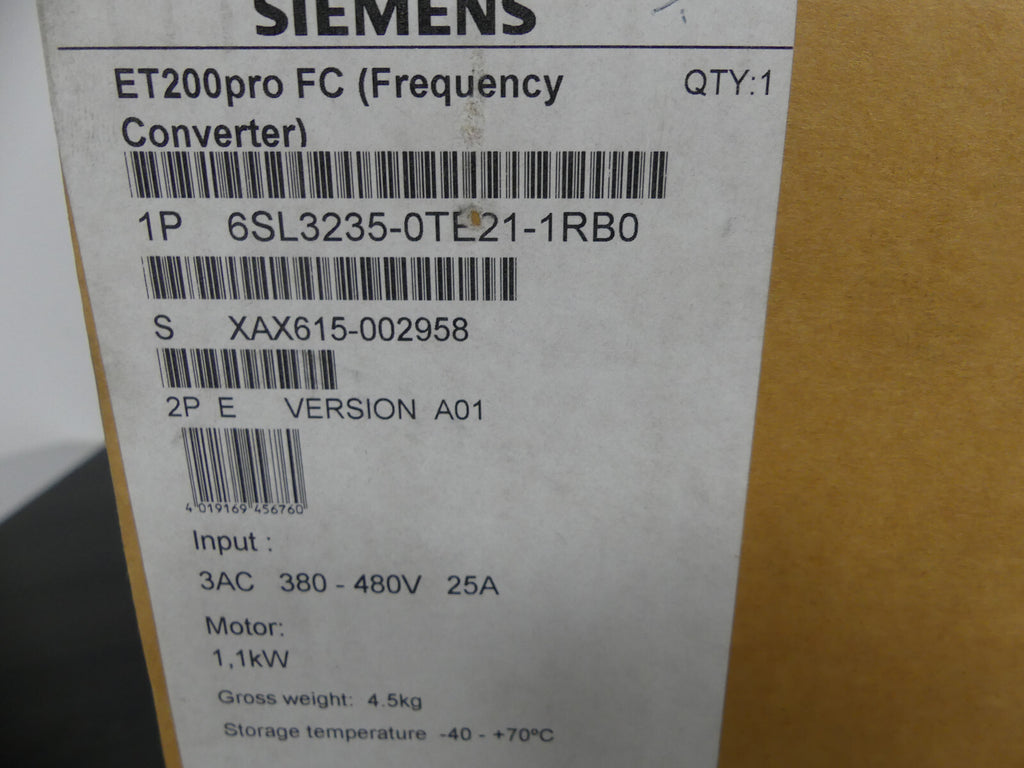 SIEMENS
ET200pro FC (Frequency QTY:1
Converter)
1P 6SL3235-0TE21-1RB0
S XAX615-002958
2P E VERSION A01
4 019169 456760
Input :
3AC 380 - 480V 25A
Motor:
1,1kW
Gross weight: 4.5kg
Storage temperature -40 - +70ºC